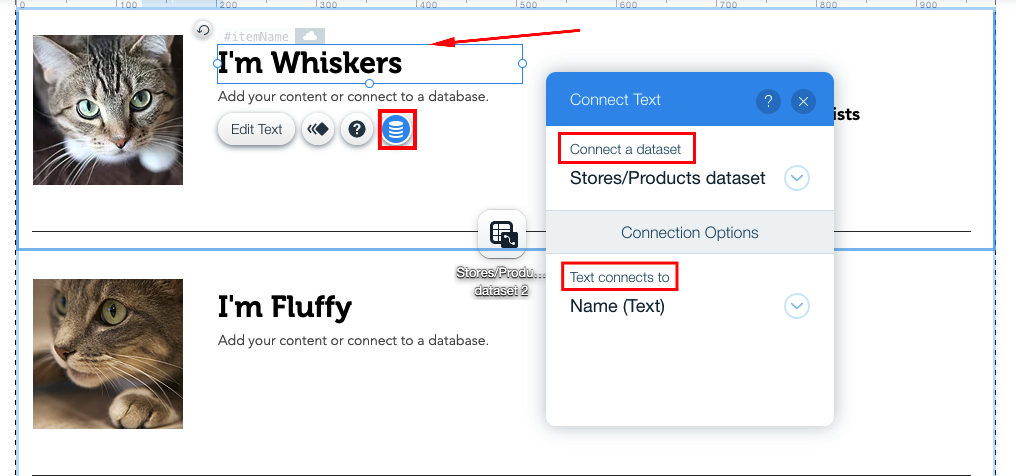 0 100 200 300 400 500 600 700 800 900
#itemName
I'm Whiskers
Add your content or connect to a database.
Edit Text
?
Connect Text
?
ists
Connect a dataset
Stores/Products dataset
Connection Options
Stores/Produ...
dataset 2
Text connects to
Name (Text)
I'm Fluffy
Add your content or connect to a database.